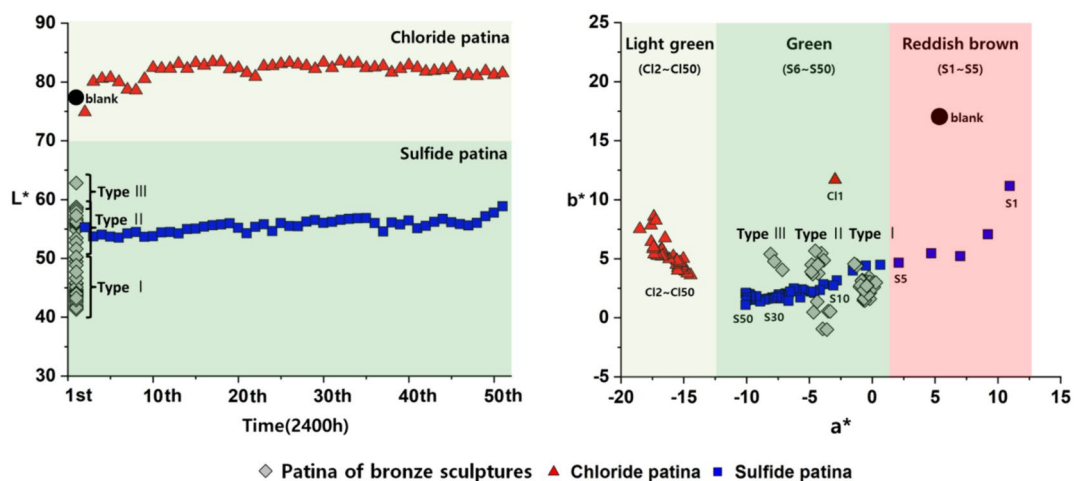 90
80
70
60
50
40
30
L*
Chloride patina
blank
Sulfide patina
Type III
Type II
Type I
1st
10th
20th
30th
40th
50th
Time(2400h)
25
20
15
10
5
0
-5
b*
Light green
(Cl2~Cl50)
Green
(S6~S50)
Reddish brown
(S1~S5)
blank
Cl1
S1
Type III Type II Type I
Cl2~Cl50
S5
S10
S50
S30
-20
-15
-10
-5
0
5
10
15
a*
Patina of bronze sculptures
Chloride patina
Sulfide patina